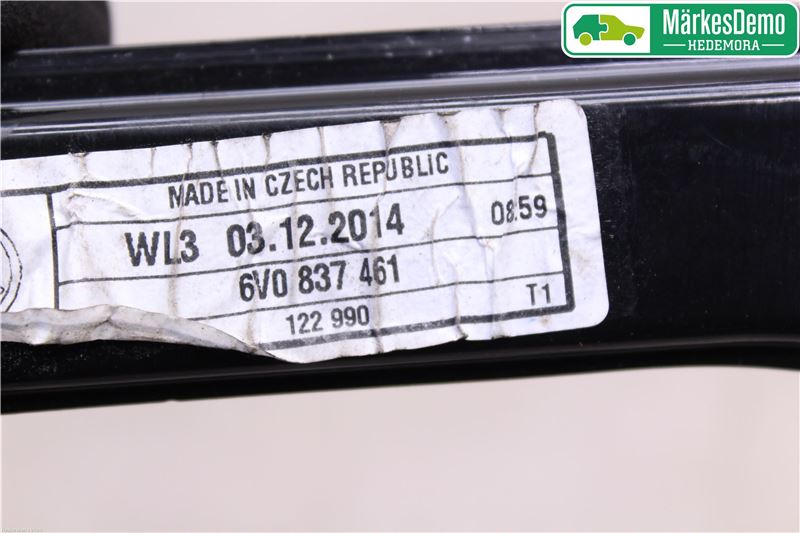 MärkesDemo
HEDEMORA
MADE IN CZECH REPUBLIC
WL3 03.12.2014 08:59
6V0 837 461
122 990 T1